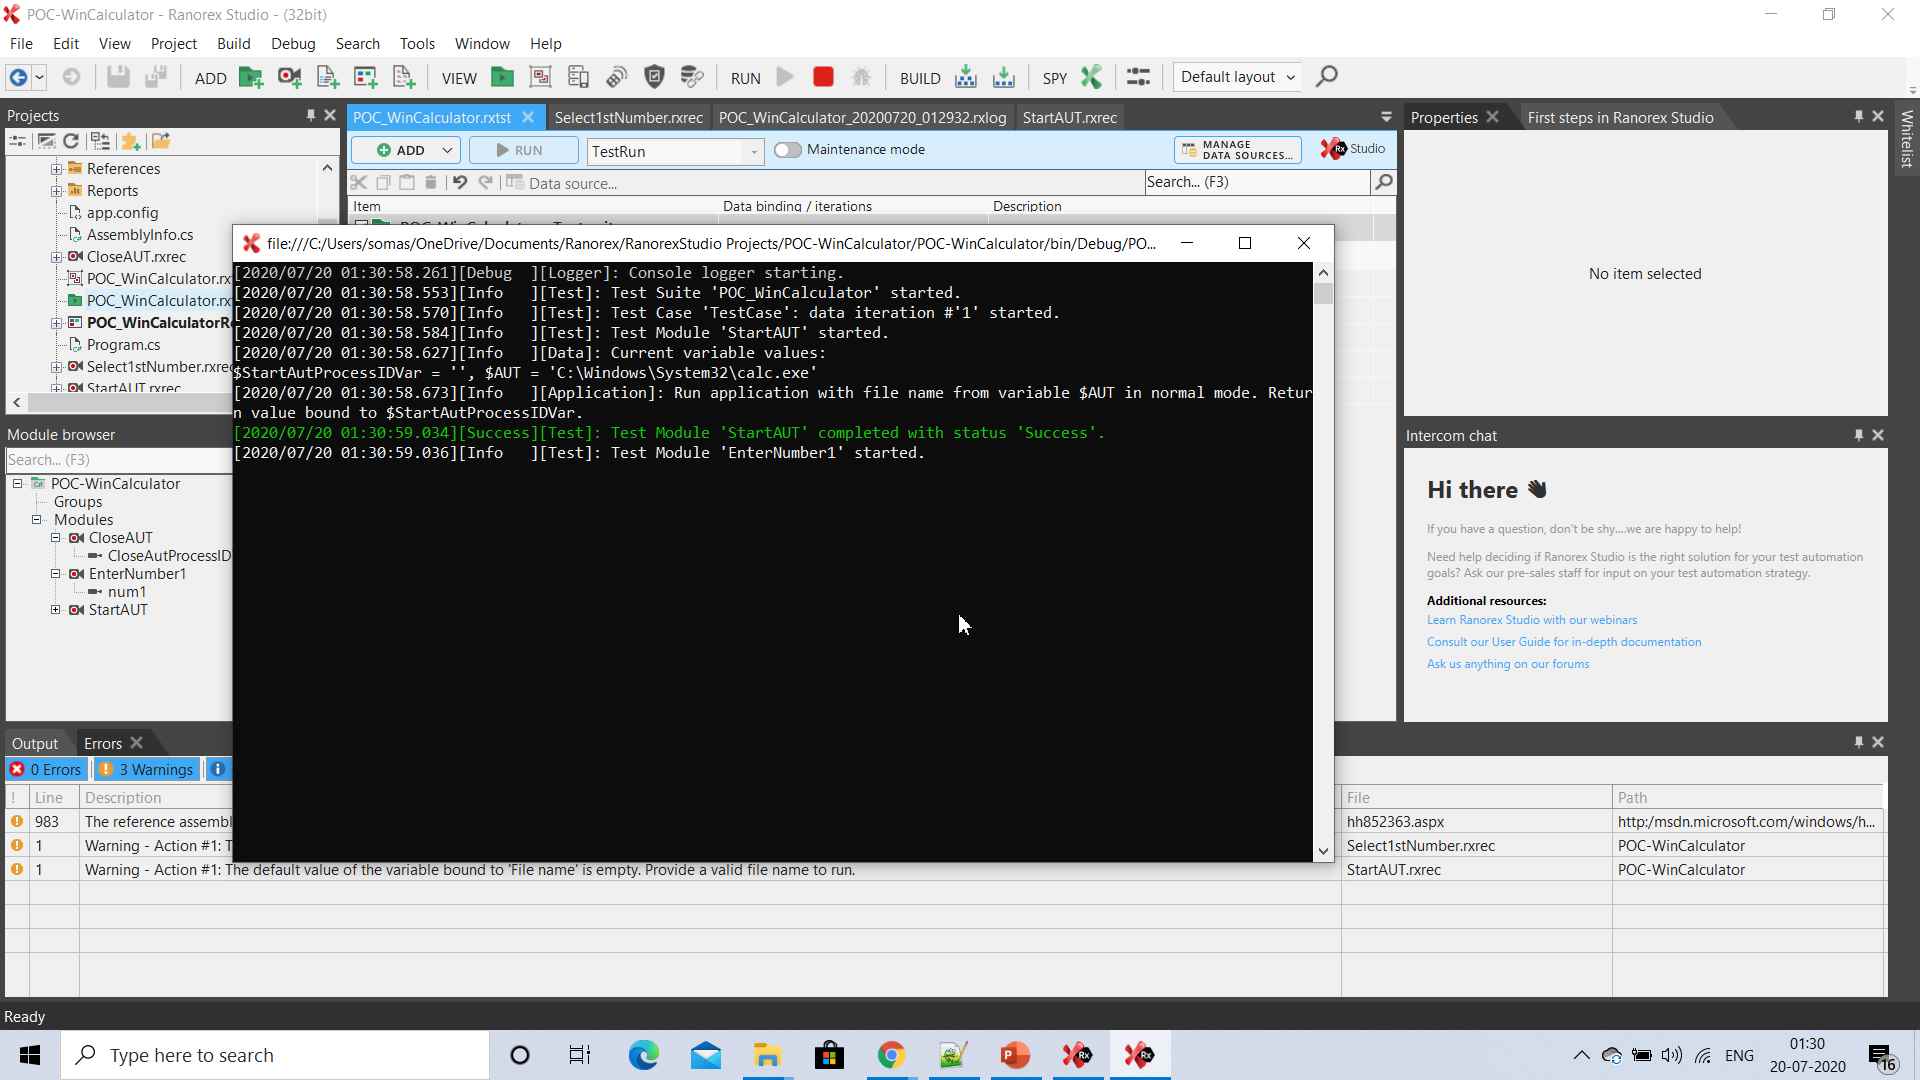 POC-WinCalculator - Ranorex Studio - (32bit)
File Edit View Project Build Debug Search Tools Window Help
ADD VIEW RUN BUILD SPY Default layout
Projects
References
Reports
app.config
AssemblyInfo.cs
CloseAUT.rxrec
POC_WinCalculator.rx
POC_WinCalculator.rx
POC_WinCalculatorR
Program.cs
Select1stNumber.rxre
StartAUT.rxrec
Module browser
Search... (F3)
POC-WinCalculator
Groups
Modules
CloseAUT
CloseAutProcessID
EnterNumber1
num1
StartAUT
POC_WinCalculator.rxtst Select1stNumber.rxrec POC_WinCalculator_20200720_012932.rxlog StartAUT.rxrec
ADD RUN TestRun Maintenance mode MANAGE DATA SOURCES... Rx Studio
Data source... Search... (F3)
Item Data binding / iterations Description
file:///C:/Users/somas/OneDrive/Documents/Ranorex/RanorexStudio Projects/POC-WinCalculator/POC-WinCalculator/bin/Debug/PO...
[2020/07/20 01:30:58.261][Debug  ][Logger]: Console logger starting.
[2020/07/20 01:30:58.553][Info   ][Test]: Test Suite 'POC_WinCalculator' started.
[2020/07/20 01:30:58.570][Info   ][Test]: Test Case 'TestCase': data iteration #'1' started.
[2020/07/20 01:30:58.584][Info   ][Test]: Test Module 'StartAUT' started.
[2020/07/20 01:30:58.627][Info   ][Data]: Current variable values:
$StartAutProcessIDVar = '', $AUT = 'C:\Windows\System32\calc.exe'
[2020/07/20 01:30:58.673][Info   ][Application]: Run application with file name from variable $AUT in normal mode. Retur
n value bound to $StartAutProcessIDVar.
[2020/07/20 01:30:59.034][Success][Test]: Test Module 'StartAUT' completed with status 'Success'.
[2020/07/20 01:30:59.036][Info   ][Test]: Test Module 'EnterNumber1' started.
Properties First steps in Ranorex Studio
Whitelist
No item selected
Intercom chat
Hi there
If you have a question, don't be shy....we are happy to help!
Need help deciding if Ranorex Studio is the right solution for your test automation
goals? Ask our pre-sales staff for input on your test automation strategy.
Additional resources:
Learn Ranorex Studio with our webinars
Consult our User Guide for in-depth documentation
Ask us anything on our forums
Output Errors
0 Errors 3 Warnings
! Line Description File Path
983 The reference assembl hh852363.aspx http:/msdn.microsoft.com/windows/h...
1 Warning - Action #1: T Select1stNumber.rxrec POC-WinCalculator
1 Warning - Action #1: The default value of the variable bound to 'File name' is empty. Provide a valid file name to run. StartAUT.rxrec POC-WinCalculator
Ready
Type here to search
ENG
01:30
20-07-2020
16